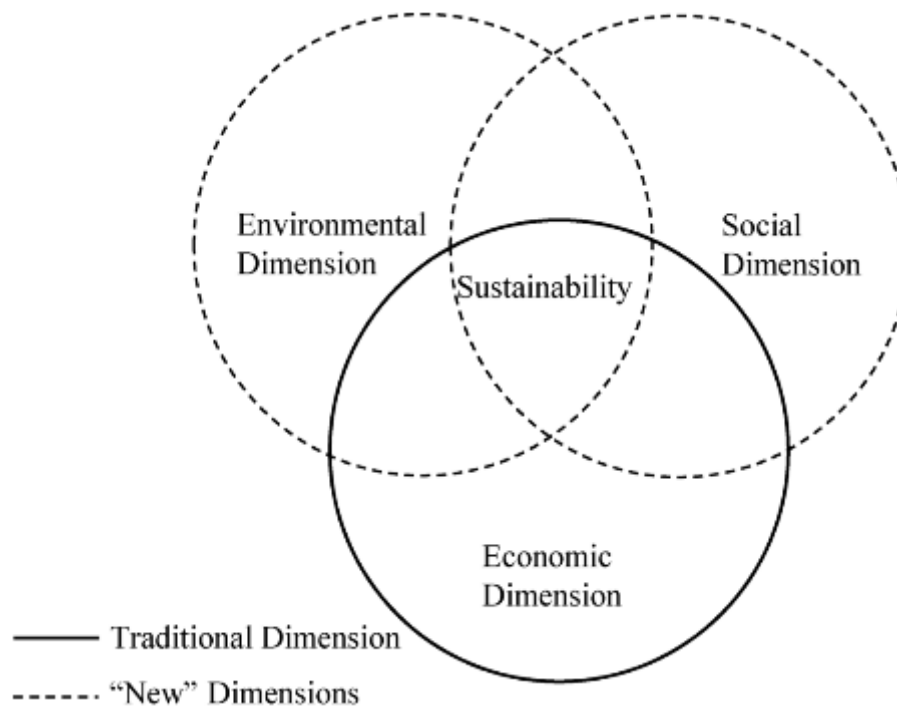 Environmental
Dimension
Social
Dimension
Sustainability
Economic
Dimension
Traditional Dimension
“New” Dimensions